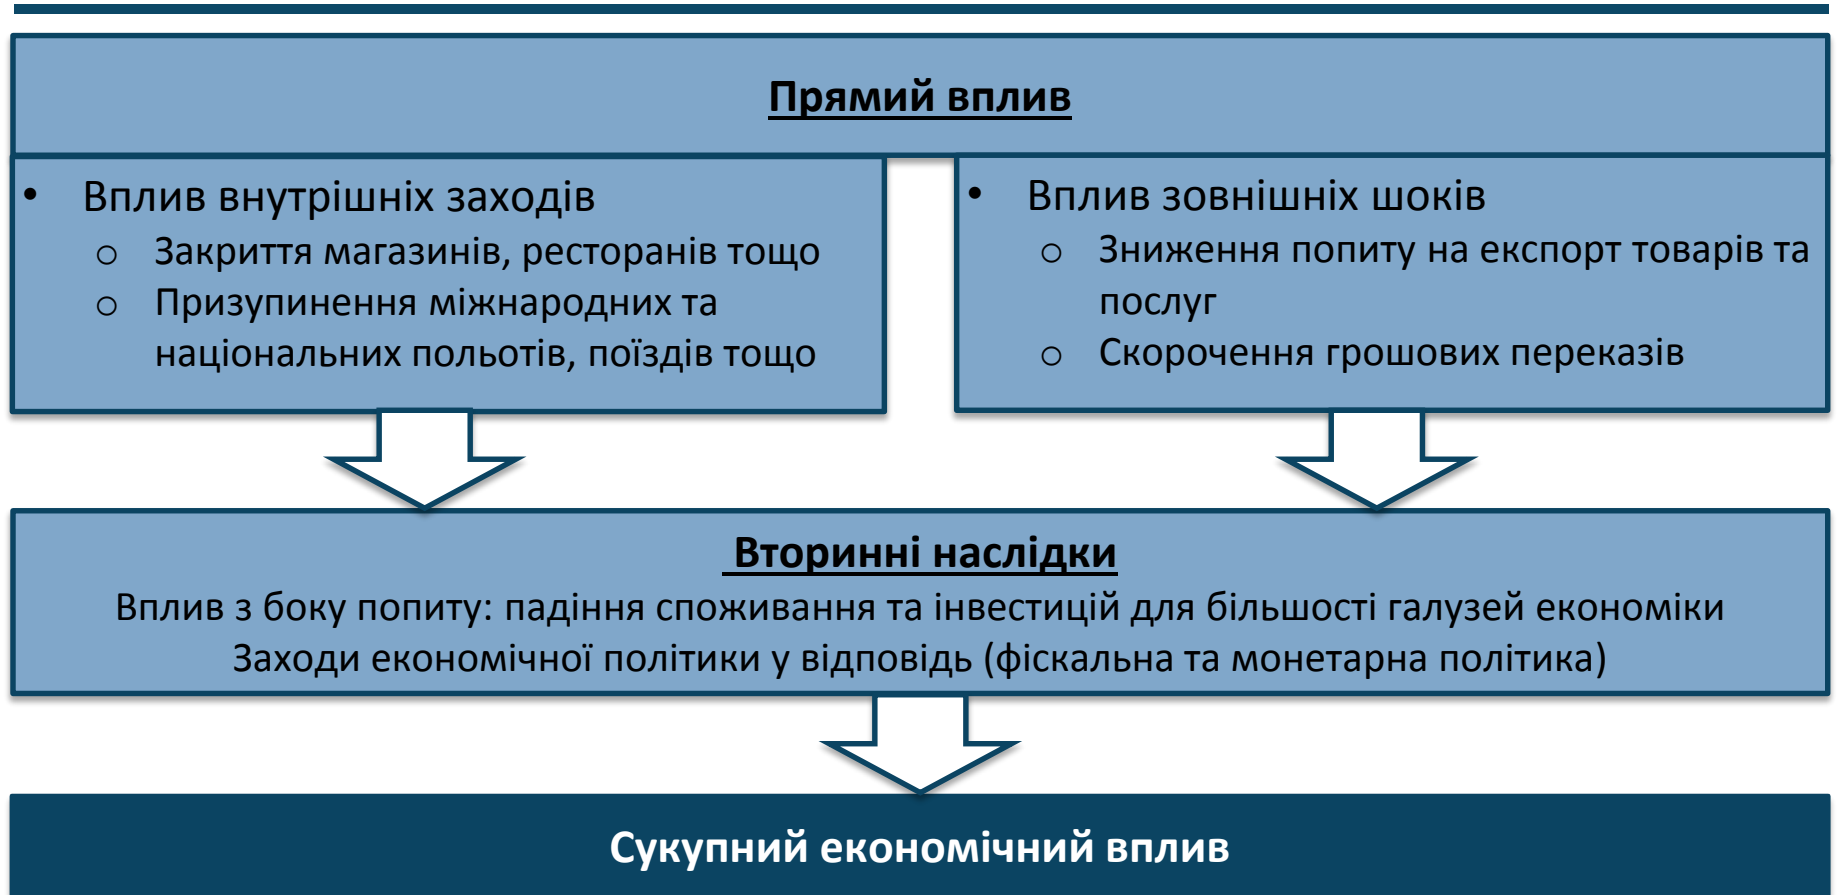 Прямий вплив
• Вплив внутрішніх заходів
o Закриття магазинів, ресторанів тощо
o Призупинення міжнародних та
національних польотів, поїздів тощо
• Вплив зовнішніх шоків
o Зниження попиту на експорт товарів та
послуг
o Скорочення грошових переказів
Вторинні наслідки
Вплив з боку попиту: падіння споживання та інвестицій для більшості галузей економіки
Заходи економічної політики у відповідь (фіскальна та монетарна політика)
Сукупний економічний вплив